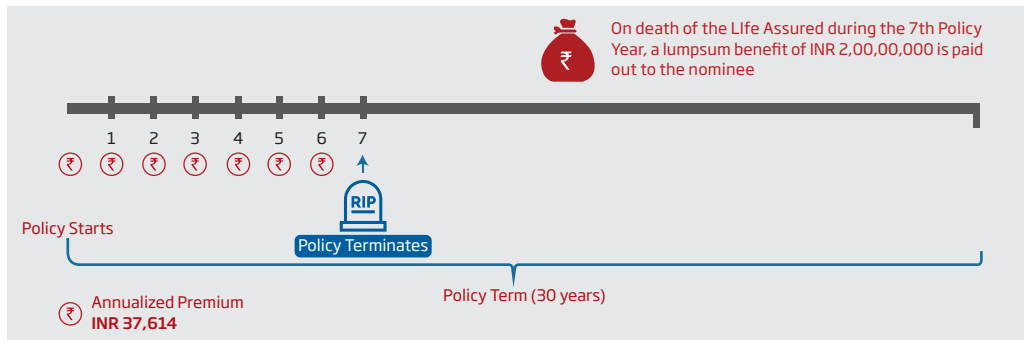 On death of the LIfe Assured during the 7th Policy
Year, a lumpsum benefit of INR 2,00,00,000 is paid
out to the nominee
₹
1 2 3 4 5 6 7
₹ ₹ ₹ ₹ ₹ ₹ ₹
RIP
Policy Starts
Policy Terminates
Policy Term (30 years)
₹ Annualized Premium
INR 37,614